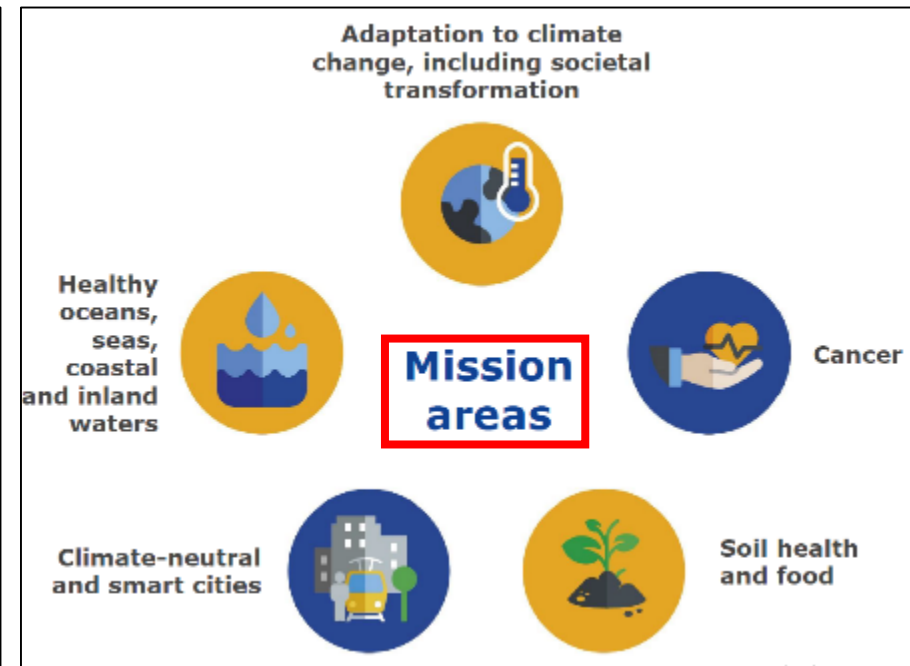 Adaptation to climate
change, including societal
transformation
Healthy
oceans,
seas,
coastal
and inland
waters
Mission
areas
Cancer
Climate-neutral
and smart cities
Soil health
and food